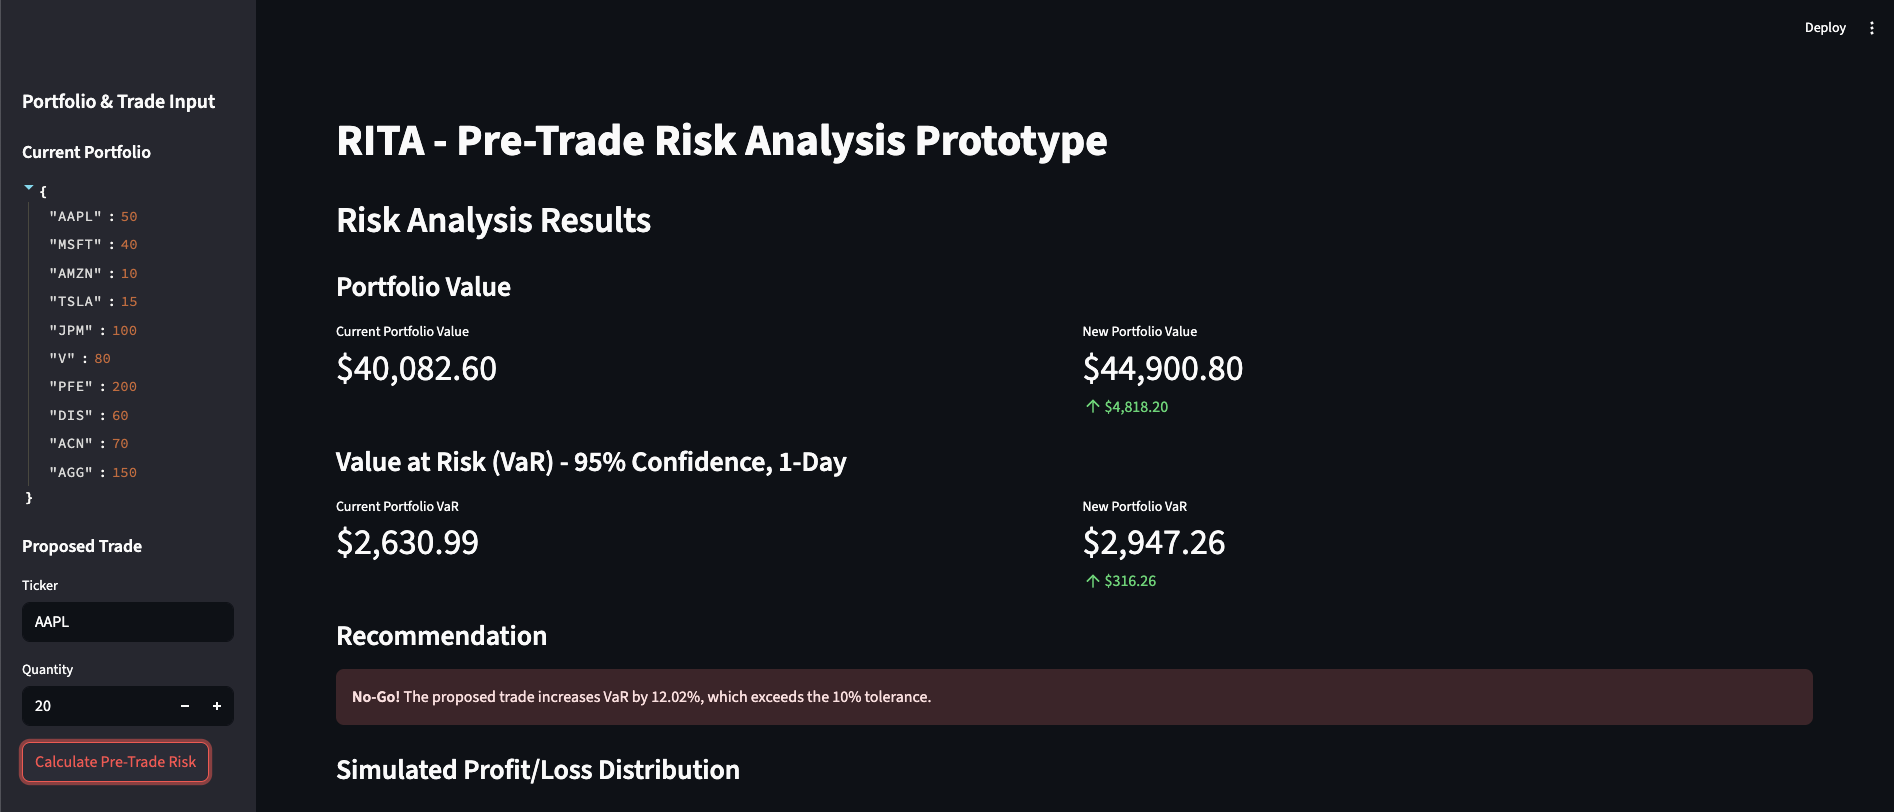 Deploy
Portfolio & Trade Input
Current Portfolio
{
"AAPL" : 50
"MSFT" : 40
"AMZN" : 10
"TSLA" : 15
"JPM" : 100
"V" : 80
"PFE" : 200
"DIS" : 60
"ACN" : 70
"AGG" : 150
}
Proposed Trade
Ticker
AAPL
Quantity
20
Calculate Pre-Trade Risk
RITA - Pre-Trade Risk Analysis Prototype
Risk Analysis Results
Portfolio Value
Current Portfolio Value
$40,082.60
New Portfolio Value
$44,900.80
↑ $4,818.20
Value at Risk (VaR) - 95% Confidence, 1-Day
Current Portfolio VaR
$2,630.99
New Portfolio VaR
$2,947.26
↑ $316.26
Recommendation
No-Go! The proposed trade increases VaR by 12.02%, which exceeds the 10% tolerance.
Simulated Profit/Loss Distribution